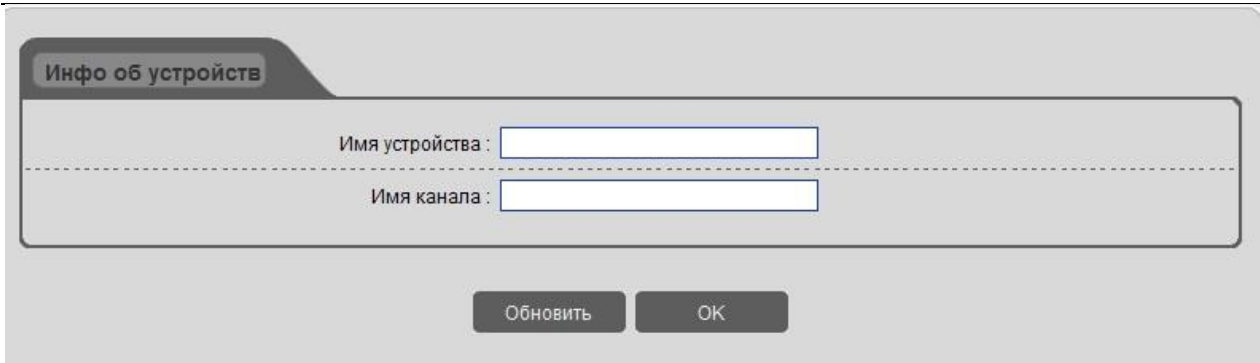 Инфо об устройств
Имя устройства :
Имя канала :
Обновить OK